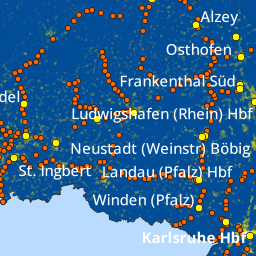 Alzey
Osthofen
Frankenthal Süd
del
Ludwigshafen (Rhein) Hbf
Neustadt (Weinstr) Böbig
St. Ingbert
Landau (Pfalz) Hbf
Winden (Pfalz)
Karlsruhe Hbf